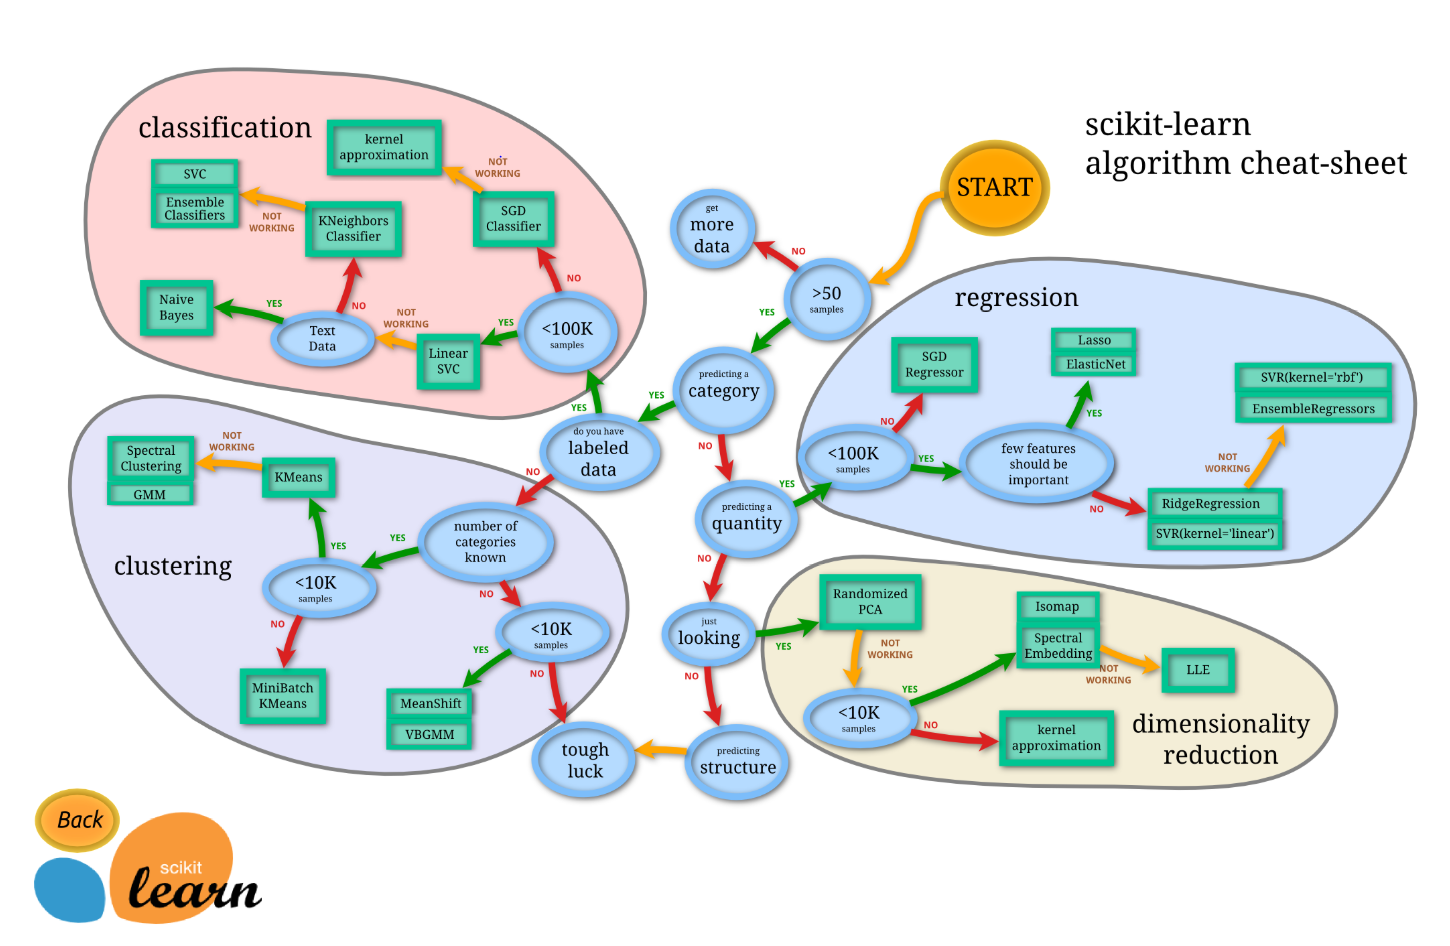 scikit-learn
algorithm cheat-sheet
START
>50
samples
NO
get
more
data
YES
predicting a
category
YES
do you have
labeled
data
YES
NO
NO
predicting a
quantity
YES
NO
just
looking
YES
NO
predicting
structure
tough
luck
classification
<100K
samples
NO
SGD
Classifier
NOT
WORKING
kernel
approximation
YES
Linear
SVC
NOT
WORKING
Text
Data
YES
Naive
Bayes
NO
KNeighbors
Classifier
NOT
WORKING
SVC
Ensemble
Classifiers
clustering
number of
categories
known
YES
<10K
samples
YES
KMeans
NOT
WORKING
Spectral
Clustering
GMM
NO
MiniBatch
KMeans
NO
<10K
samples
YES
MeanShift
VBGMM
NO
regression
<100K
samples
NO
SGD
Regressor
YES
few features
should be
important
YES
Lasso
ElasticNet
NO
RidgeRegression
SVR(kernel='linear')
NOT
WORKING
SVR(kernel='rbf')
EnsembleRegressors
dimensionality
reduction
Randomized
PCA
NOT
WORKING
<10K
samples
YES
Isomap
Spectral
Embedding
NOT
WORKING
LLE
NO
kernel
approximation
Back
scikit
learn